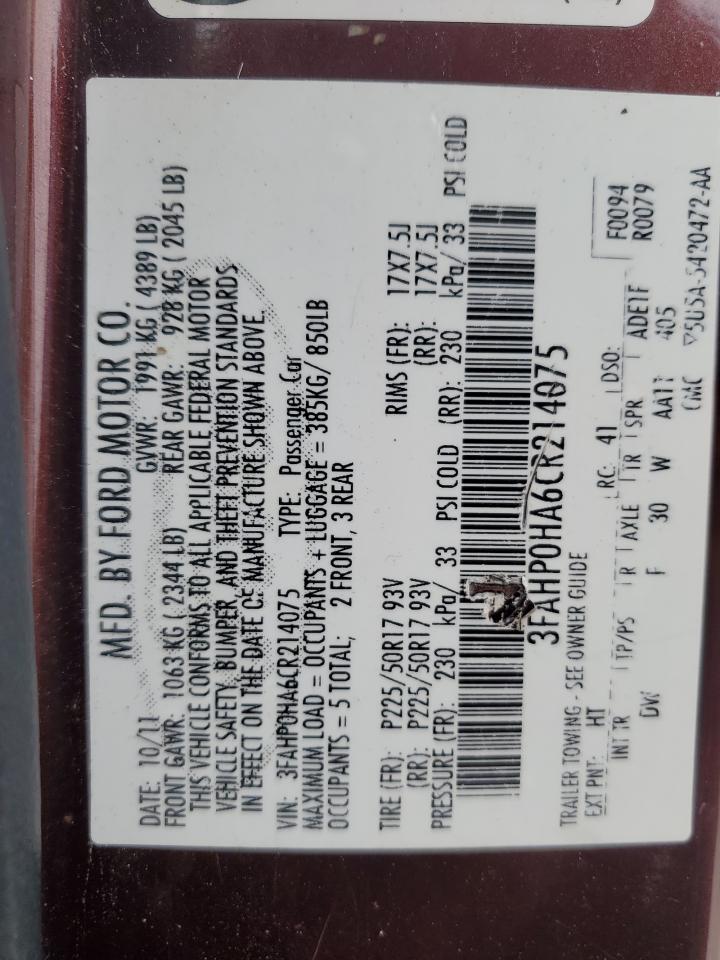 MFD. BY FORD MOTOR CO.
DATE: 10/11 GVWR: 1991 KG ( 4389 LB)
FRONT GAWR: 1063 KG ( 2344 LB) REAR GAWR: 928 KG ( 2045 LB)
THIS VEHICLE CONFORMS TO ALL APPLICABLE FEDERAL MOTOR
VEHICLE SAFETY, BUMPER, AND THEFT PREVENTION STANDARDS
IN EFFECT ON THE DATE OF MANUFACTURE SHOWN ABOVE.
VIN: 3FAHP0HA6CR214075 TYPE: Passenger Car
MAXIMUM LOAD = OCCUPANTS + LUGGAGE = 385KG/ 850LB
OCCUPANTS = 5 TOTAL; 2 FRONT, 3 REAR
TIRE (FR): P225/50R17 93V RIMS (FR): 17X7.5J
(RR): P225/50R17 93V (RR): 17X7.5J
PRESSURE (FR): 230 kPa/ 33 PSI COLD (RR): 230 kPa/ 33 PSI COLD
3FAHP0HA6CR214075
TRAILER TOWING - SEE OWNER GUIDE
EXT PNT: HT RC: 41 DSO: F0094
R0079
INT TR TP/PS R AXLE TR SPR ADE1F
DW F 30 W AA11 405
CMC 5U5A-5420472-AA